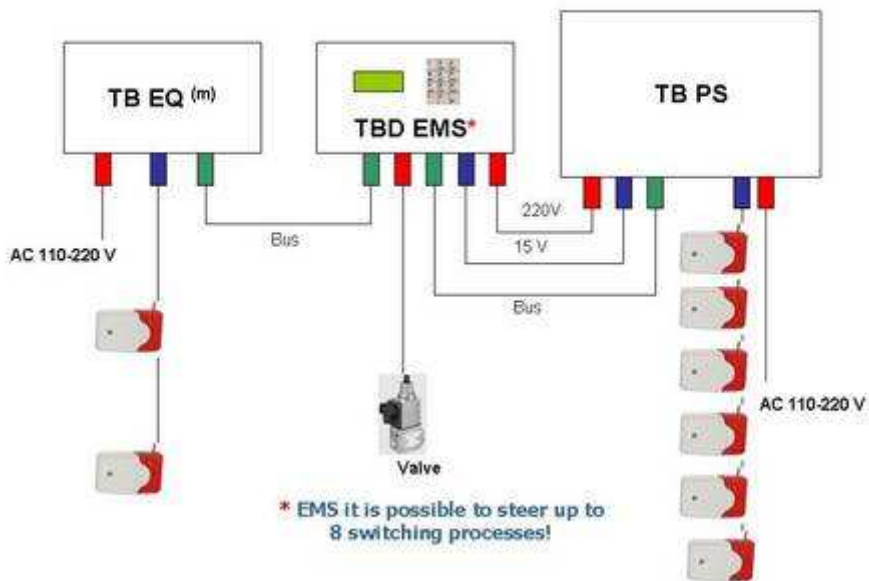 TB EQ (m)
TBD EMS*
TB PS
220V
15 V
Bus
Bus
AC 110-220 V
AC 110-220 V
Valve
* EMS it is possible to steer up to
8 switching processes!